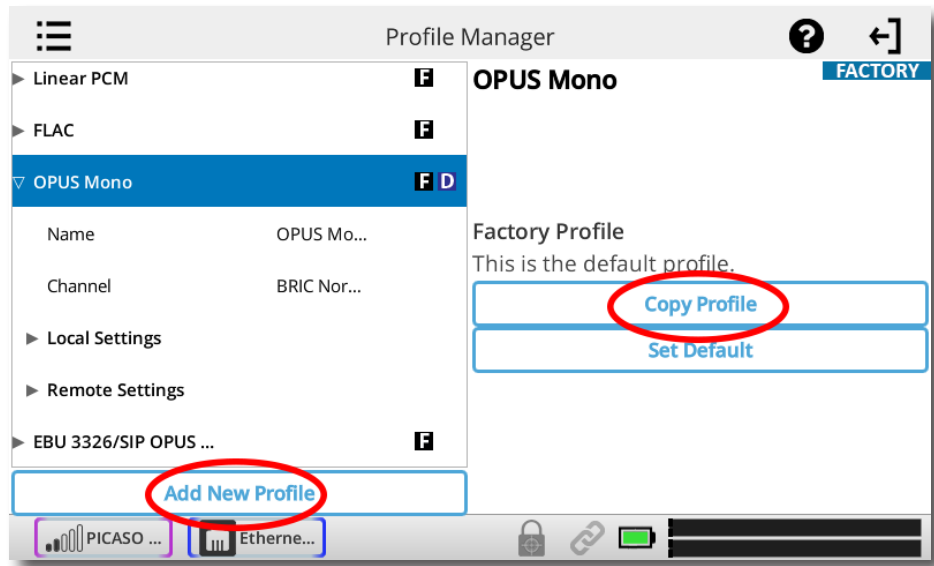 Profile Manager
?
Linear PCM F
FLAC F
OPUS Mono F D
Name OPUS Mo...
Channel BRIC Nor...
Local Settings
Remote Settings
EBU 3326/SIP OPUS ... F
Add New Profile
FACTORY
OPUS Mono
Factory Profile
This is the default profile.
Copy Profile
Set Default
PICASO ... Etherne...